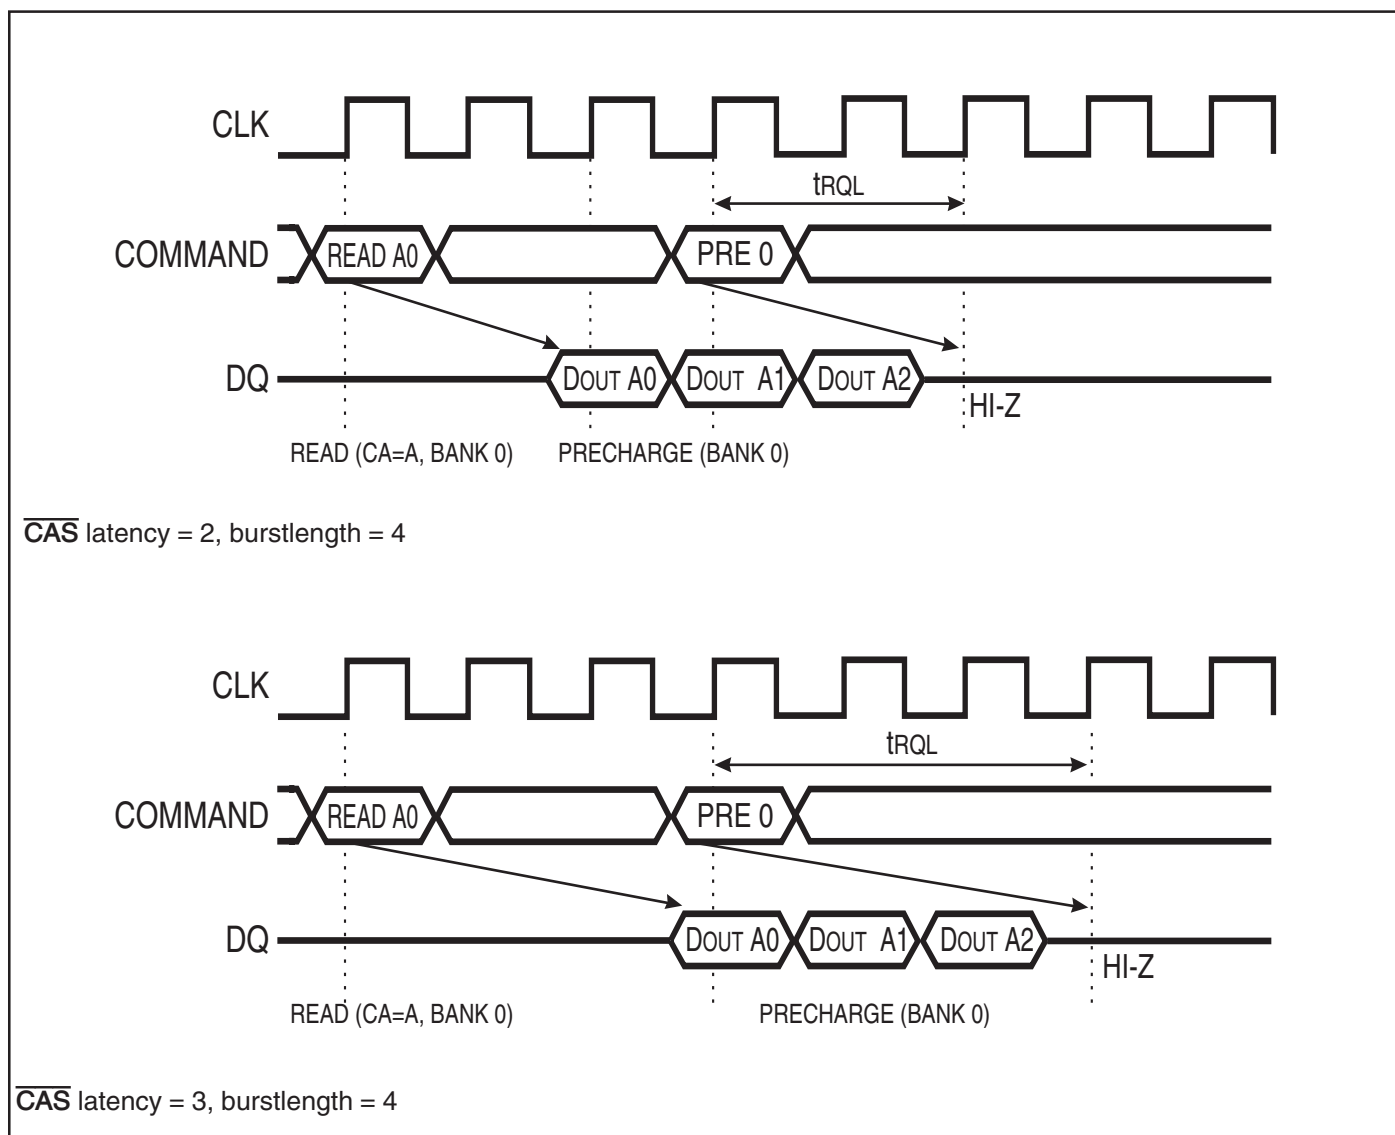 CLK
tRQL
COMMAND READ A0 PRE 0
DQ DOUT A0 DOUT A1 DOUT A2
HI-Z
READ (CA=A, BANK 0) PRECHARGE (BANK 0)
CAS latency = 2, burstlength = 4
CLK
tRQL
COMMAND READ A0 PRE 0
DQ DOUT A0 DOUT A1 DOUT A2
HI-Z
READ (CA=A, BANK 0) PRECHARGE (BANK 0)
CAS latency = 3, burstlength = 4